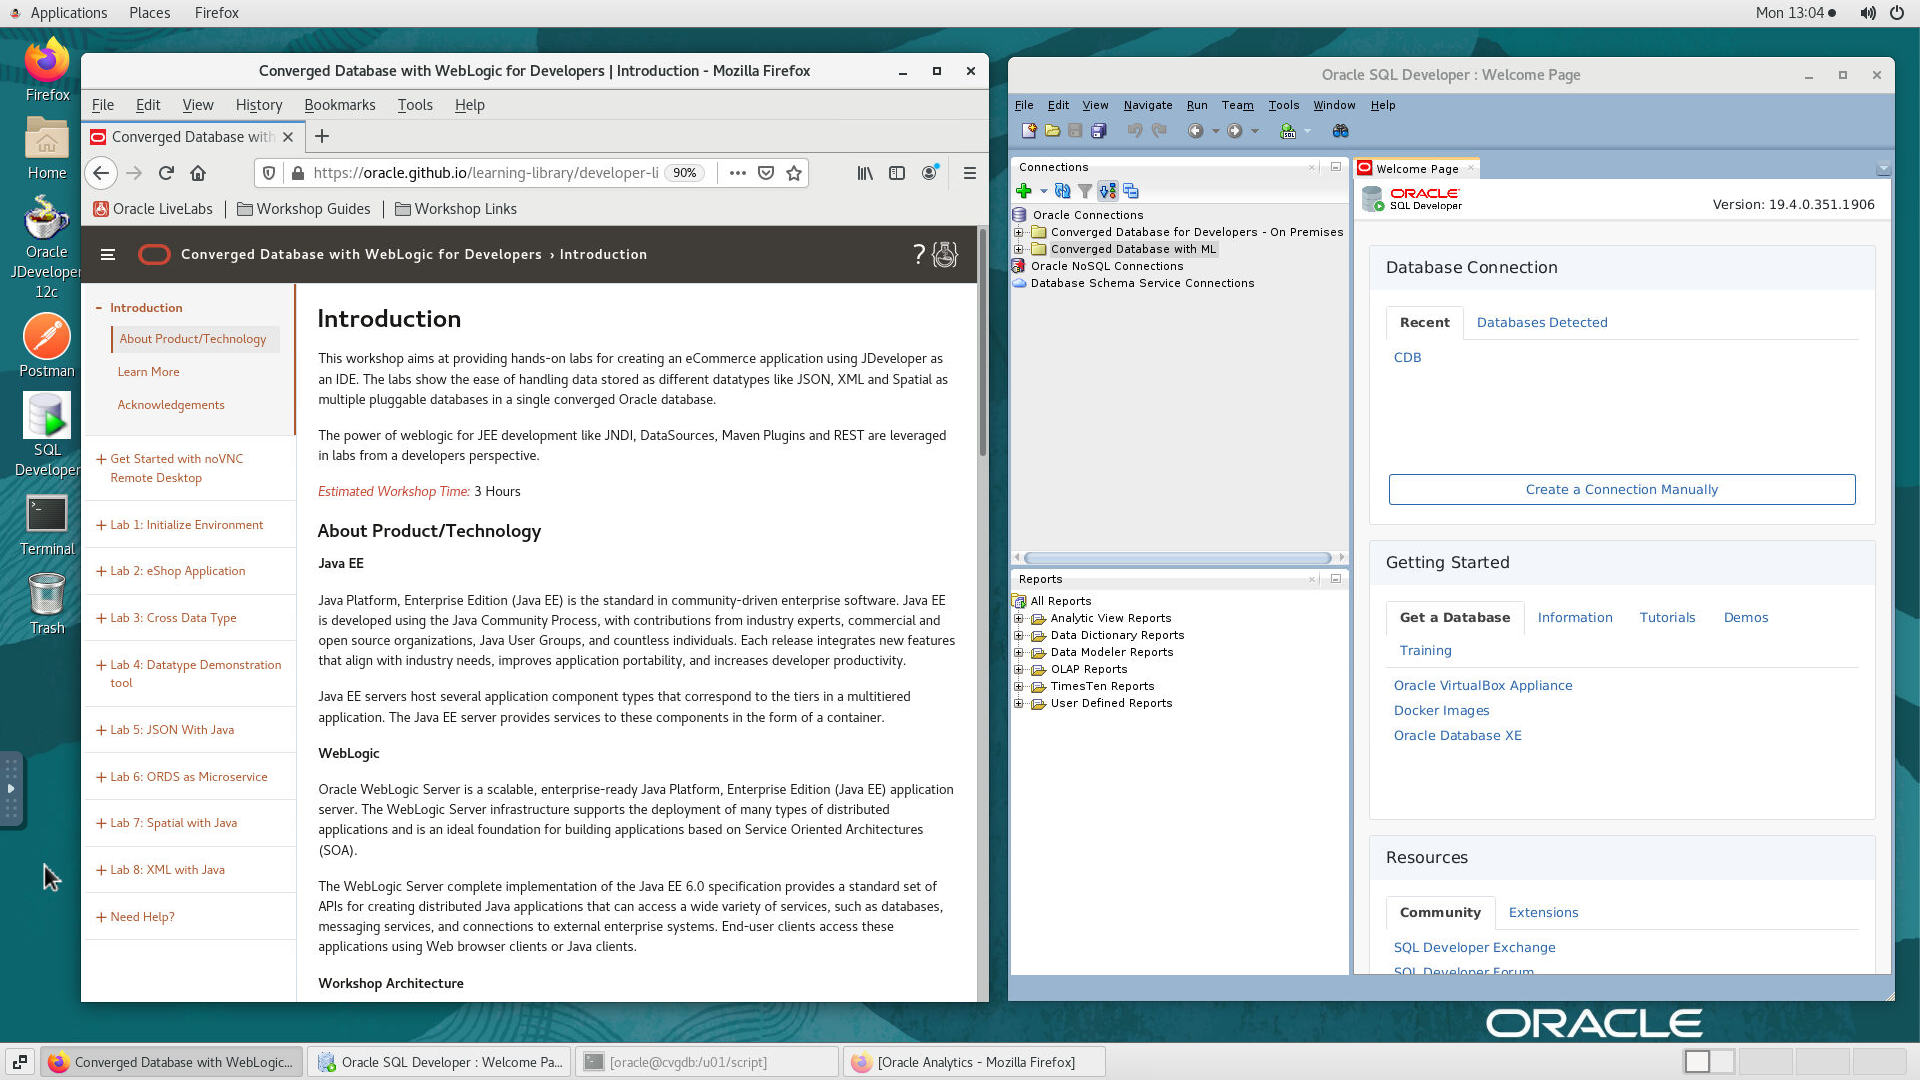 Applications Places Firefox
Mon 13:04
Firefox
Home
Oracle
JDeveloper
12c
Postman
SQL
Developer
Terminal
Trash
Converged Database with WebLogic for Developers | Introduction - Mozilla Firefox
File Edit View History Bookmarks Tools Help
Converged Database with
https://oracle.github.io/learning-library/developer-li 90%
Oracle LiveLabs Workshop Guides Workshop Links
Converged Database with WebLogic for Developers › Introduction
?
− Introduction
About Product/Technology
Learn More
Acknowledgements
+ Get Started with noVNC
Remote Desktop
+ Lab 1: Initialize Environment
+ Lab 2: eShop Application
+ Lab 3: Cross Data Type
+ Lab 4: Datatype Demonstration
tool
+ Lab 5: JSON With Java
+ Lab 6: ORDS as Microservice
+ Lab 7: Spatial with Java
+ Lab 8: XML with Java
+ Need Help?
Introduction
This workshop aims at providing hands-on labs for creating an eCommerce application using JDeveloper as
an IDE. The labs show the ease of handling data stored as different datatypes like JSON, XML and Spatial as
multiple pluggable databases in a single converged Oracle database.
The power of weblogic for JEE development like JNDI, DataSources, Maven Plugins and REST are leveraged
in labs from a developers perspective.
Estimated Workshop Time: 3 Hours
About Product/Technology
Java EE
Java Platform, Enterprise Edition (Java EE) is the standard in community-driven enterprise software. Java EE
is developed using the Java Community Process, with contributions from industry experts, commercial and
open source organizations, Java User Groups, and countless individuals. Each release integrates new features
that align with industry needs, improves application portability, and increases developer productivity.
Java EE servers host several application component types that correspond to the tiers in a multitiered
application. The Java EE server provides services to these components in the form of a container.
WebLogic
Oracle WebLogic Server is a scalable, enterprise-ready Java Platform, Enterprise Edition (Java EE) application
server. The WebLogic Server infrastructure supports the deployment of many types of distributed
applications and is an ideal foundation for building applications based on Service Oriented Architectures
(SOA).
The WebLogic Server complete implementation of the Java EE 6.0 specification provides a standard set of
APIs for creating distributed Java applications that can access a wide variety of services, such as databases,
messaging services, and connections to external enterprise systems. End-user clients access these
applications using Web browser clients or Java clients.
Workshop Architecture
Oracle SQL Developer : Welcome Page
File Edit View Navigate Run Team Tools Window Help
Connections
Oracle Connections
Converged Database for Developers - On Premises
Converged Database with ML
Oracle NoSQL Connections
Database Schema Service Connections
Reports
All Reports
Analytic View Reports
Data Dictionary Reports
Data Modeler Reports
OLAP Reports
TimesTen Reports
User Defined Reports
Welcome Page
ORACLE
SQL Developer
Version: 19.4.0.351.1906
Database Connection
Recent Databases Detected
CDB
Create a Connection Manually
Getting Started
Get a Database Information Tutorials Demos
Training
Oracle VirtualBox Appliance
Docker Images
Oracle Database XE
Resources
Community Extensions
SQL Developer Exchange
SQL Developer Forum
ORACLE
Converged Database with WebLogic...
Oracle SQL Developer : Welcome Pa...
[oracle@cvgdb:/u01/script]
[Oracle Analytics - Mozilla Firefox]